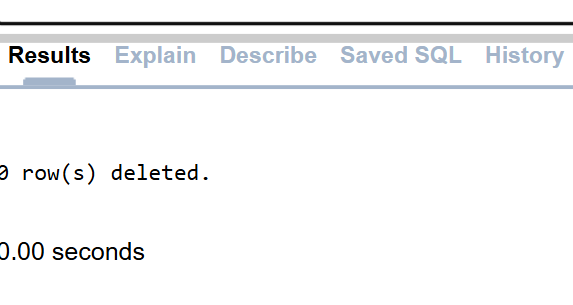 Results Explain Describe Saved SQL History
0 row(s) deleted.
0.00 seconds